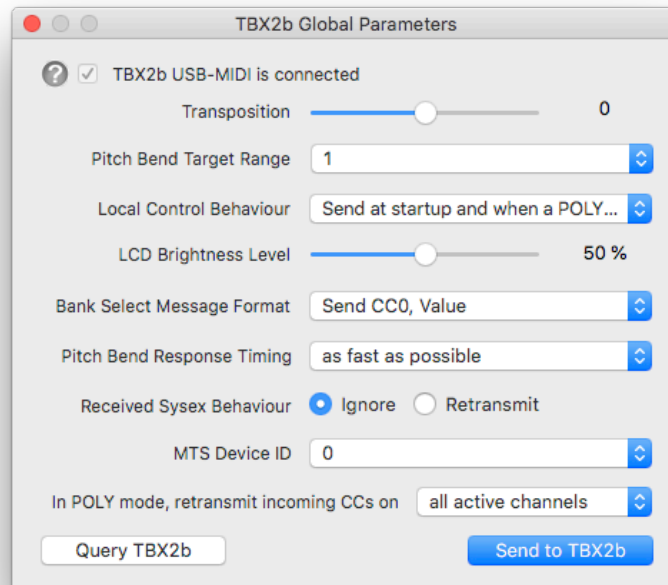 TBX2b Global Parameters
? TBX2b USB-MIDI is connected
Transposition 0
Pitch Bend Target Range 1
Local Control Behaviour Send at startup and when a POLY...
LCD Brightness Level 50 %
Bank Select Message Format Send CC0, Value
Pitch Bend Response Timing as fast as possible
Received Sysex Behaviour Ignore Retransmit
MTS Device ID 0
In POLY mode, retransmit incoming CCs on all active channels
Query TBX2b Send to TBX2b